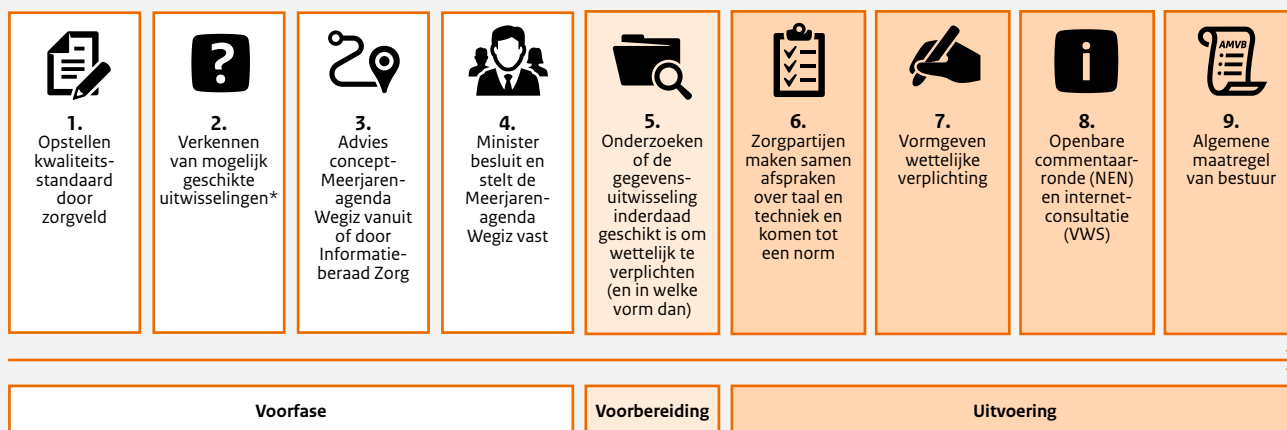 1.
Opstellen
kwaliteits-
standaard
door
zorgveld
2.
Verkennen
van mogelijk
geschikte
uitwisselingen*
3.
Advies
concept-
Meerjaren-
agenda
Wegiz vanuit
of door
Informatie-
beraad Zorg
4.
Minister
besluit en
stelt de
Meerjaren-
agenda
Wegiz vast
5.
Onderzoeken
of de
gegevens-
uitwisseling
inderdaad
geschikt is om
wettelijk te
verplichten
(en in welke
vorm dan)
6.
Zorgpartijen
maken samen
afspraken
over taal en
techniek en
komen tot
een norm
7.
Vormgeven
wettelijke
verplichting
8.
Openbare
commentaar-
ronde (NEN)
en internet-
consultatie
(VWS)
AMVB
9.
Algemene
maatregel
van bestuur
Voorfase
Voorbereiding
Uitvoering